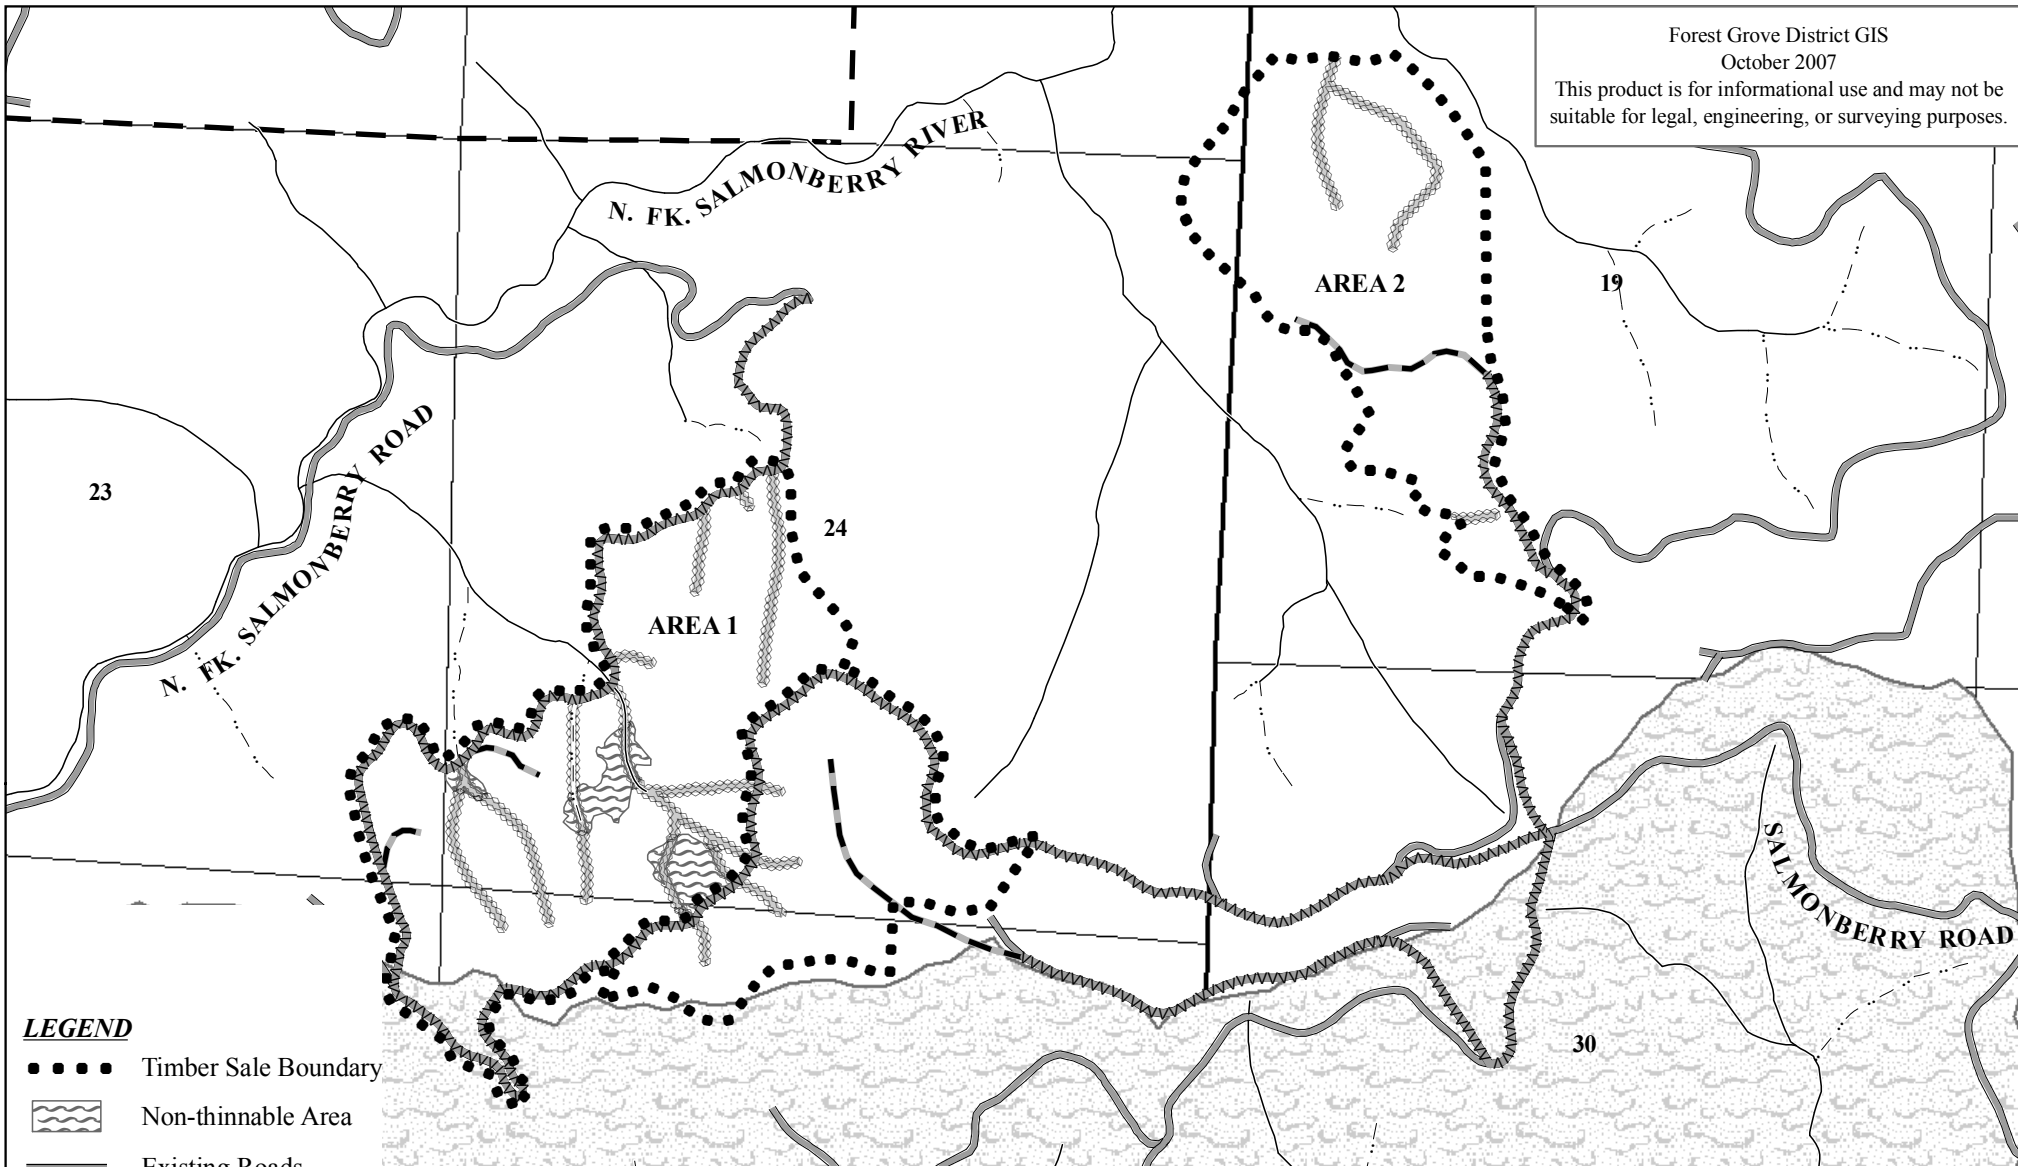 Forest Grove District GIS
October 2007
This product is for informational use and may not be
suitable for legal, engineering, or surveying purposes.
N. FK. SALMONBERRY RIVER
AREA 2
19
N. FK. SALMONBERRY ROAD
23
24
AREA 1
SALMONBERRY ROAD
30
LEGEND
Timber Sale Boundary
Non-thinnable Area
Existing Roads